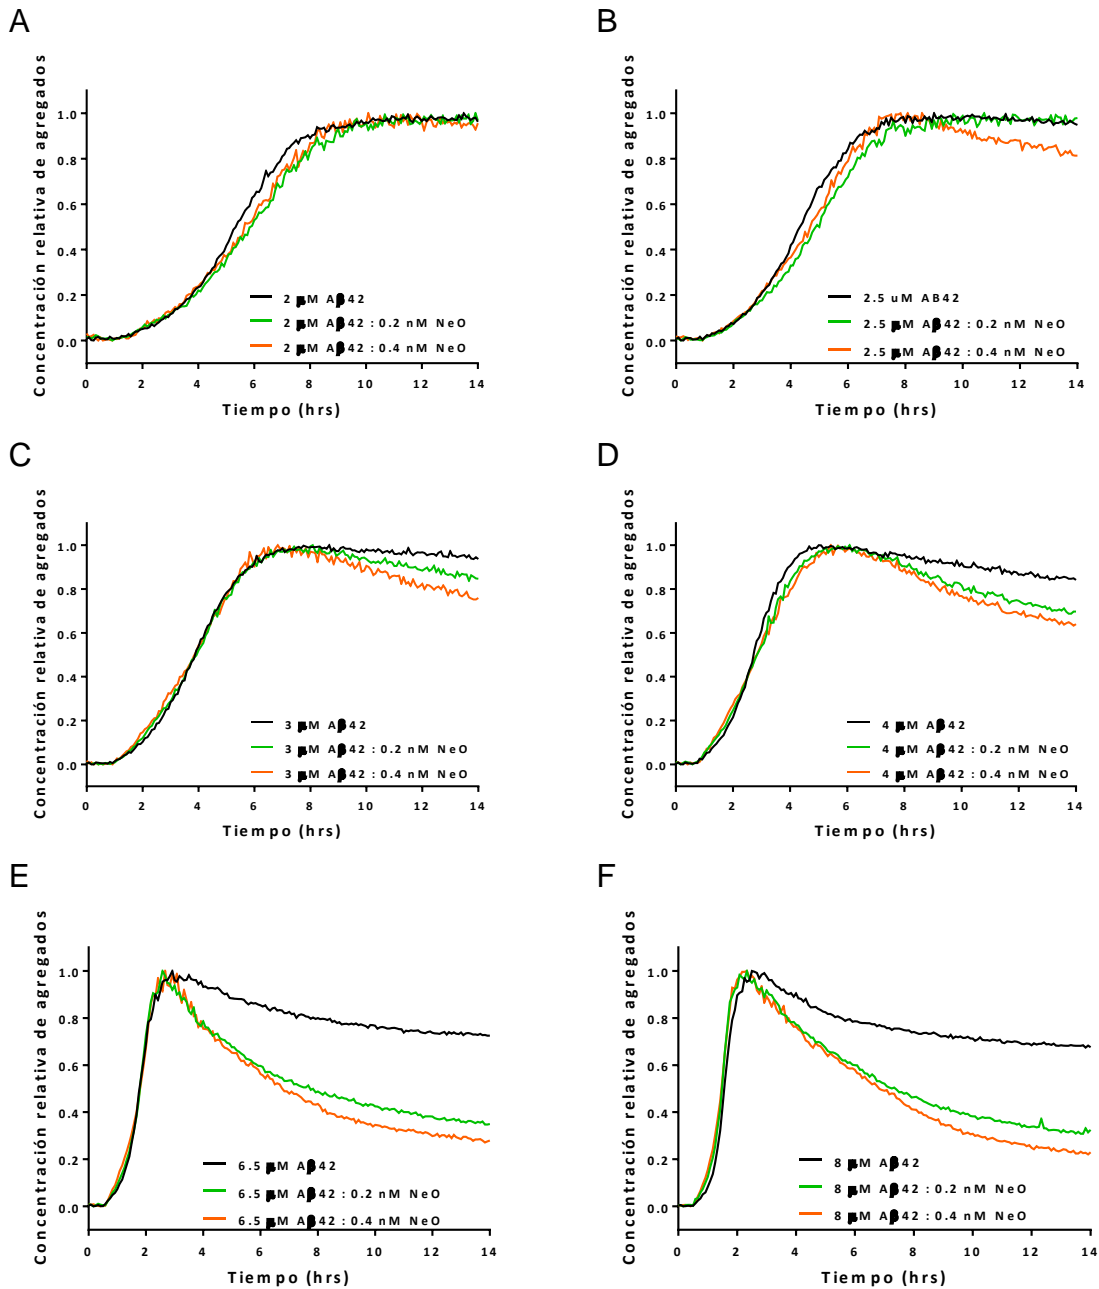 A
Concentración relativa de agregados
1.0
0.8
0.6
0.4
0.2
0.0
2 μM Aβ42
2 μM Aβ42 : 0.2 nM NeO
2 μM Aβ42 : 0.4 nM NeO
0 2 4 6 8 10 12 14
Tiempo (hrs)
B
Concentración relativa de agregados
1.0
0.8
0.6
0.4
0.2
0.0
2.5 uM AB42
2.5 μM Aβ42 : 0.2 nM NeO
2.5 μM Aβ42 : 0.4 nM NeO
0 2 4 6 8 10 12 14
Tiempo (hrs)
C
Concentración relativa de agregados
1.0
0.8
0.6
0.4
0.2
0.0
3 μM Aβ42
3 μM Aβ42 : 0.2 nM NeO
3 μM Aβ42 : 0.4 nM NeO
0 2 4 6 8 10 12 14
Tiempo (hrs)
D
Concentración relativa de agregados
1.0
0.8
0.6
0.4
0.2
0.0
4 μM Aβ42
4 μM Aβ42 : 0.2 nM NeO
4 μM Aβ42 : 0.4 nM NeO
0 2 4 6 8 10 12 14
Tiempo (hrs)
E
Concentración relativa de agregados
1.0
0.8
0.6
0.4
0.2
0.0
6.5 μM Aβ42
6.5 μM Aβ42 : 0.2 nM NeO
6.5 μM Aβ42 : 0.4 nM NeO
0 2 4 6 8 10 12 14
Tiempo (hrs)
F
Concentración relativa de agregados
1.0
0.8
0.6
0.4
0.2
0.0
8 μM Aβ42
8 μM Aβ42 : 0.2 nM NeO
8 μM Aβ42 : 0.4 nM NeO
0 2 4 6 8 10 12 14
Tiempo (hrs)